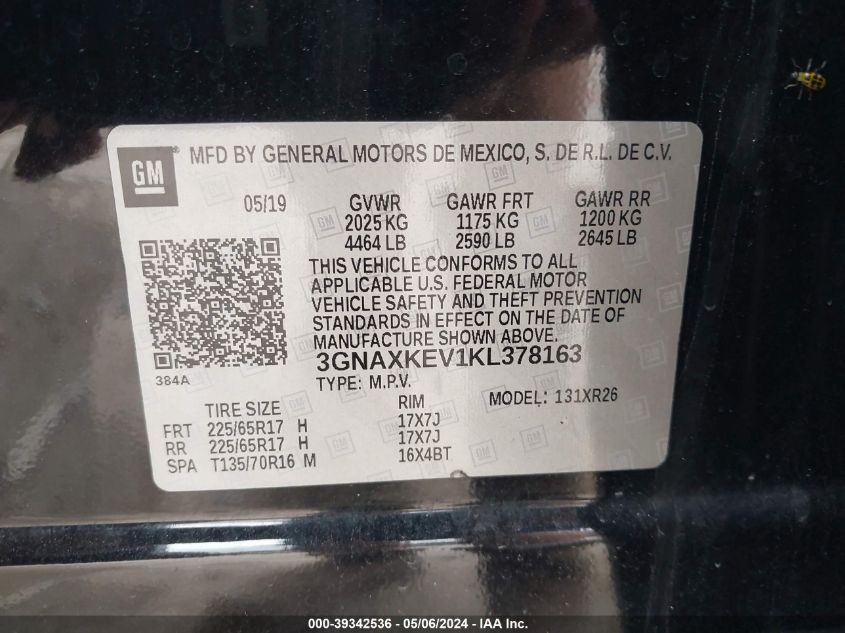 GM
MFD BY GENERAL MOTORS DE MEXICO, S. DE R.L. DE C.V.
05/19 GVWR GAWR FRT GAWR RR
2025 KG 1175 KG 1200 KG
4464 LB 2590 LB 2645 LB
THIS VEHICLE CONFORMS TO ALL
APPLICABLE U.S. FEDERAL MOTOR
VEHICLE SAFETY AND THEFT PREVENTION
STANDARDS IN EFFECT ON THE DATE OF
MANUFACTURE SHOWN ABOVE.
384A
3GNAXKEV1KL378163
TYPE: M.P.V. MODEL: 131XR26
TIRE SIZE RIM
FRT 225/65R17 H 17X7J
RR 225/65R17 H 17X7J
SPA T135/70R16 M 16X4BT
000-39342536 - 05/06/2024 - IAA Inc.